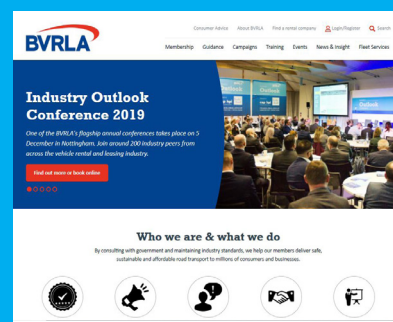 Consumer Advice About BVRLA Find a rental company Login/Register Search
BVRLA
Membership Guidance Campaigns Training Events News & Insight Fleet Services
Industry Outlook
Conference 2019
One of the BVRLA's flagship annual conferences takes place on 5
December in Nottingham. Join around 200 industry peers from
across the vehicle rental and leasing industry.
Find out more or book online
Outlook
Who we are & what we do
By consulting with government and maintaining industry standards, we help our members deliver safe,
sustainable and affordable road transport to millions of consumers and businesses.